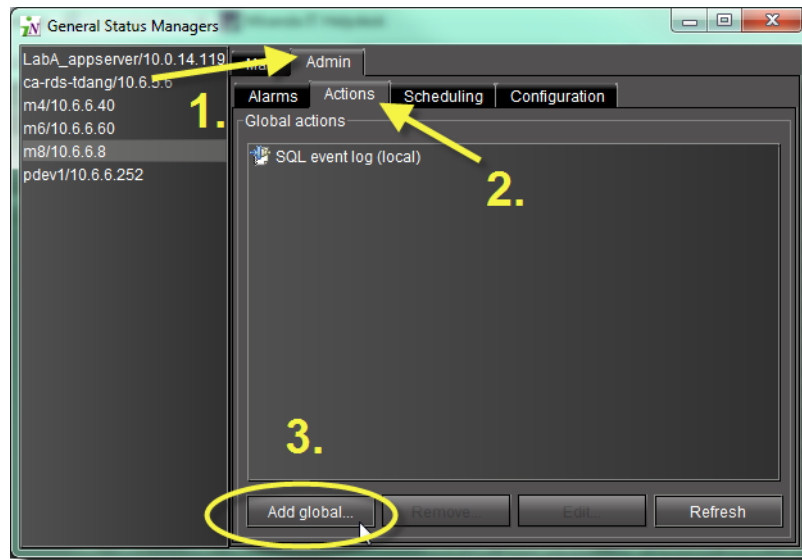 General Status Managers
LabA_appserver/10.0.14.119
ca-rds-tdang/10.6.5.6
m4/10.6.6.40
m6/10.6.6.60
m8/10.6.6.8
pdev1/10.6.6.252
1.
Admin
Alarms Actions Scheduling Configuration
Global actions
SQL event log (local)
2.
3.
Add global... Remove... Edit... Refresh